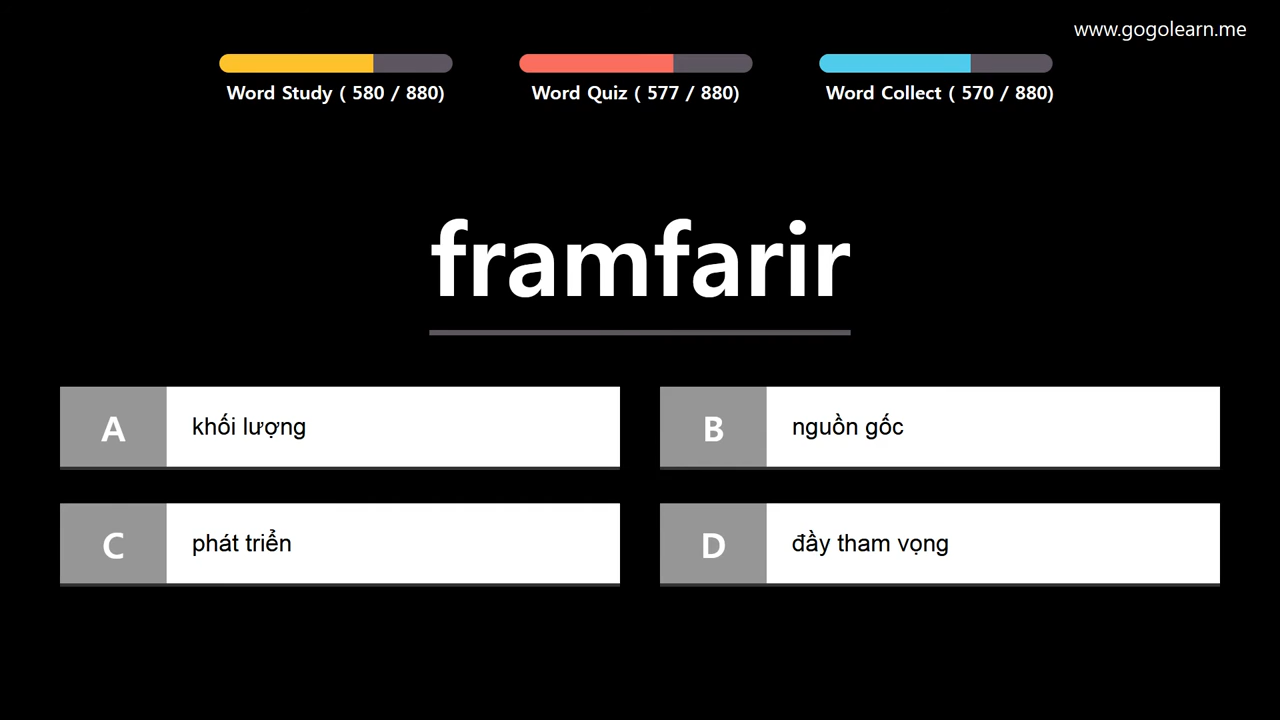 www.gogolearn.me
Word Study ( 580 / 880)
Word Quiz ( 577 / 880)
Word Collect ( 570 / 880)
framfarir
A
khối lượng
B
nguồn gốc
C
phát triển
D
đầy tham vọng